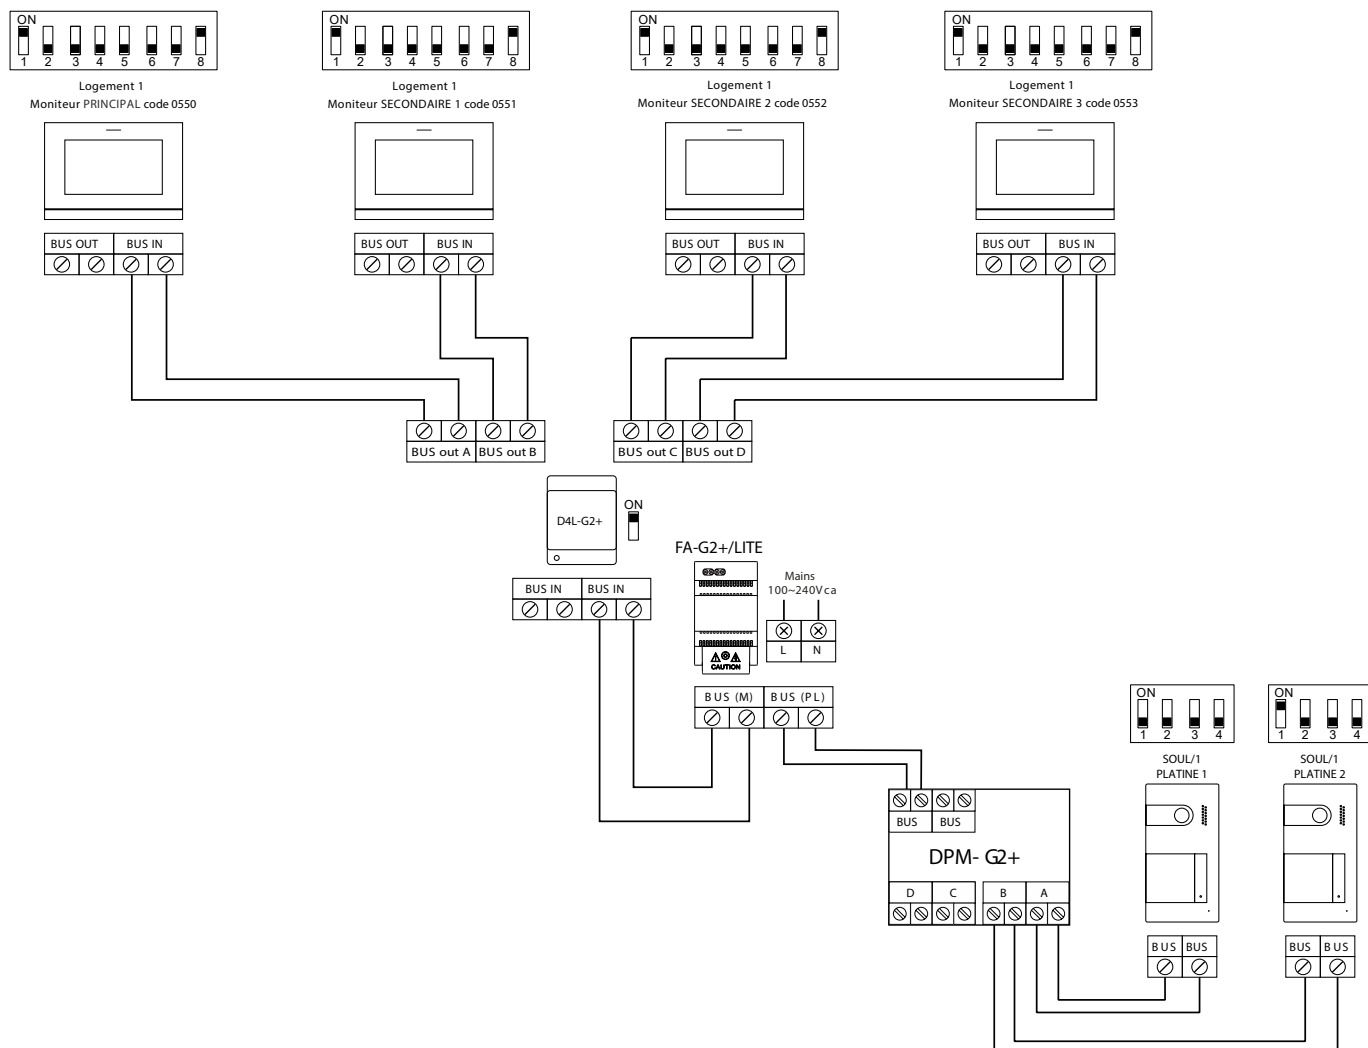 ON ON ON ON
1 2 3 4 5 6 7 8 1 2 3 4 5 6 7 8 1 2 3 4 5 6 7 8 1 2 3 4 5 6 7 8
Logement 1
Moniteur PRINCIPAL code 0550
Logement 1
Moniteur SECONDAIRE 1 code 0551
Logement 1
Moniteur SECONDAIRE 2 code 0552
Logement 1
Moniteur SECONDAIRE 3 code 0553
BUS OUT BUS IN BUS OUT BUS IN BUS OUT BUS IN BUS OUT BUS IN
BUS out A BUS out B BUS out C BUS out D
D4L-G2+
ON
BUS IN BUS IN
FA-G2+/LITE
CAUTION
Mains
100~240Vca
L N
BUS (M) BUS (PL)
ON ON
1 2 3 4 1 2 3 4
SOUL/1
PLATINE 1
SOUL/1
PLATINE 2
BUS BUS
DPM- G2+
D C B A
BUS BUS BUS BUS